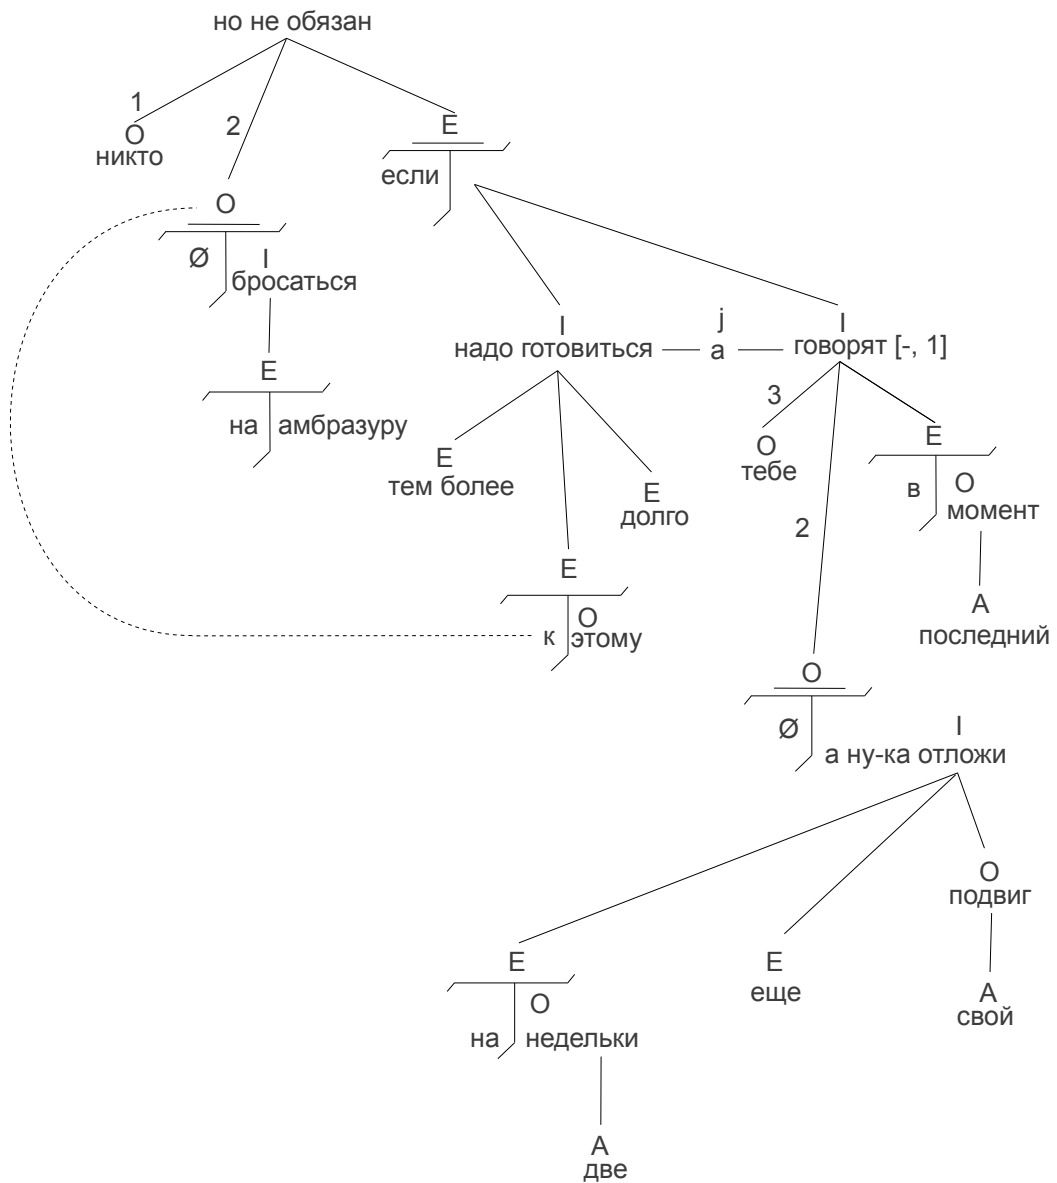 но не обязан
1
O
никто
2
O
Ø
I
бросаться
E
на амбразуру
E
если
I
надо готовиться
j
а
I
говорят [-, 1]
E
тем более
E
к
O
этому
E
долго
3
O
тебе
2
E
в
O
момент
A
последний
O
Ø
I
а ну-ка отложи
E
на
O
недельки
A
две
E
еще
O
подвиг
A
свой